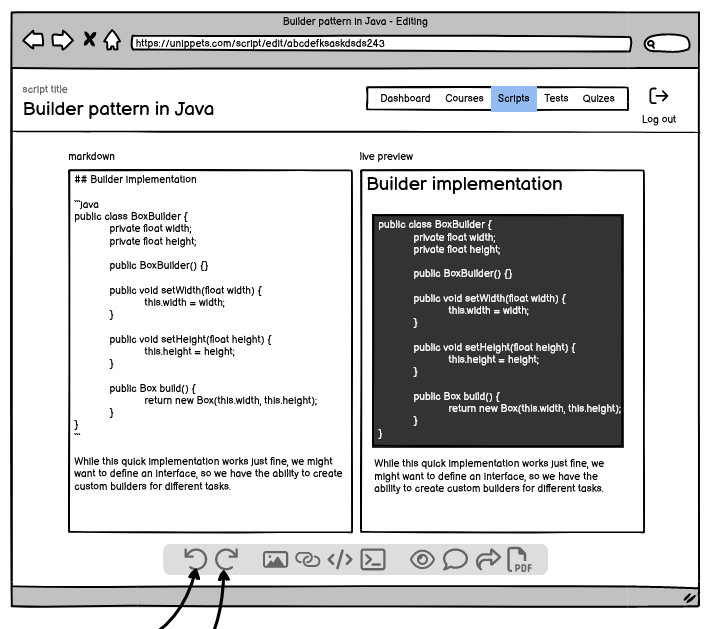 Builder pattern in Java - Editing
https://unippets.com/script/edit/abcdefksaskdsds243
script title
Builder pattern in Java
Dashboard Courses Scripts Tests Quizes
Log out
markdown
## Builder implementation
```java
public class BoxBuilder {
private float width;
private float height;
public BoxBuilder() {}
public void setWidth(float width) {
this.width = width;
}
public void setHeight(float height) {
this.height = height;
}
public Box build() {
return new Box(this.width, this.height);
}
}
```
While this quick implementation works just fine, we might
want to define an interface, so we have the ability to create
custom builders for different tasks.
live preview
Builder implementation
public class BoxBuilder {
private float width;
private float height;
public BoxBuilder() {}
public void setWidth(float width) {
this.width = width;
}
public void setHeight(float height) {
this.height = height;
}
public Box build() {
return new Box(this.width, this.height);
}
}
While this quick implementation works just fine, we
might want to define an interface, so we have the
ability to create custom builders for different tasks.
PDF